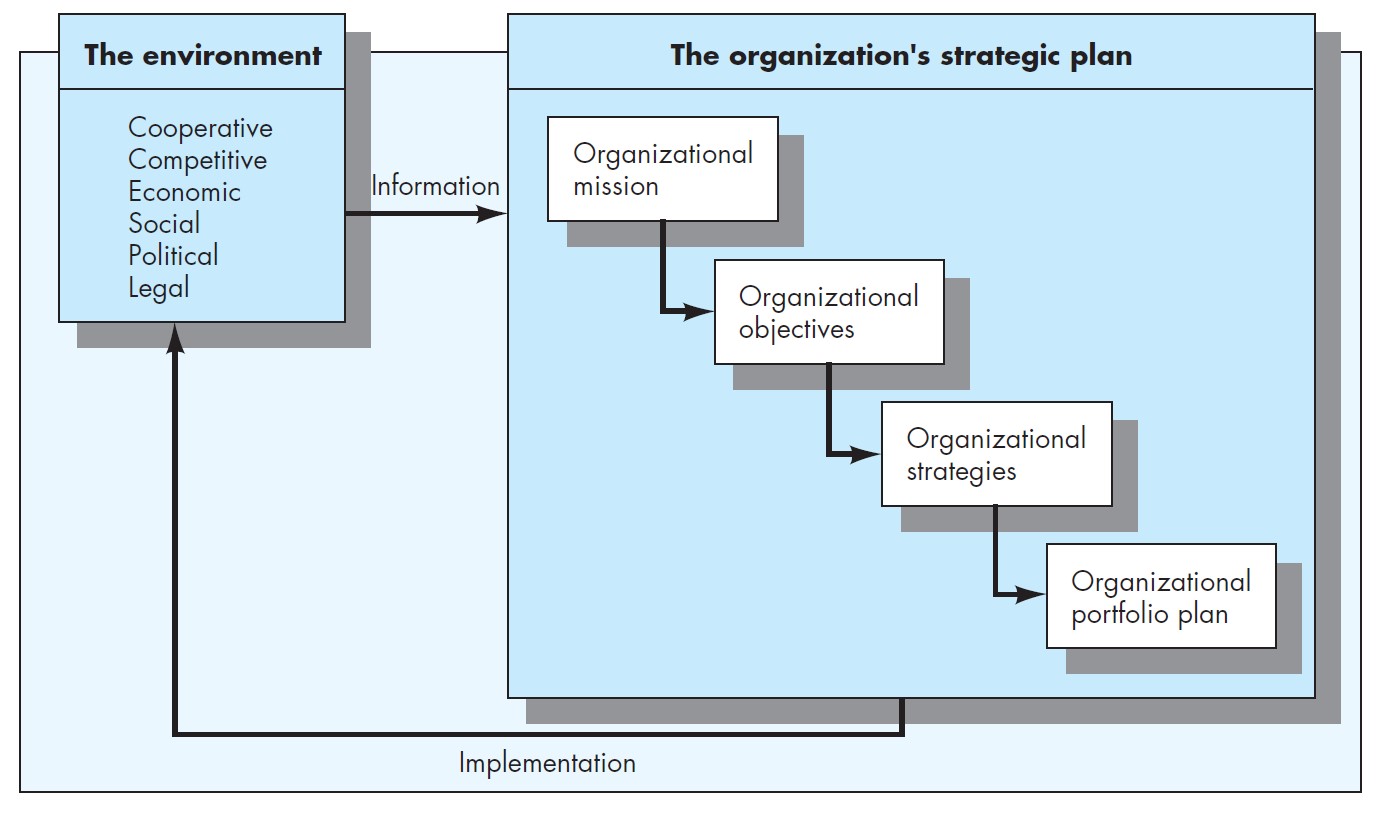 The environment
Cooperative
Competitive
Economic
Social
Political
Legal
Information
The organization's strategic plan
Organizational
mission
Organizational
objectives
Organizational
strategies
Organizational
portfolio plan
Implementation